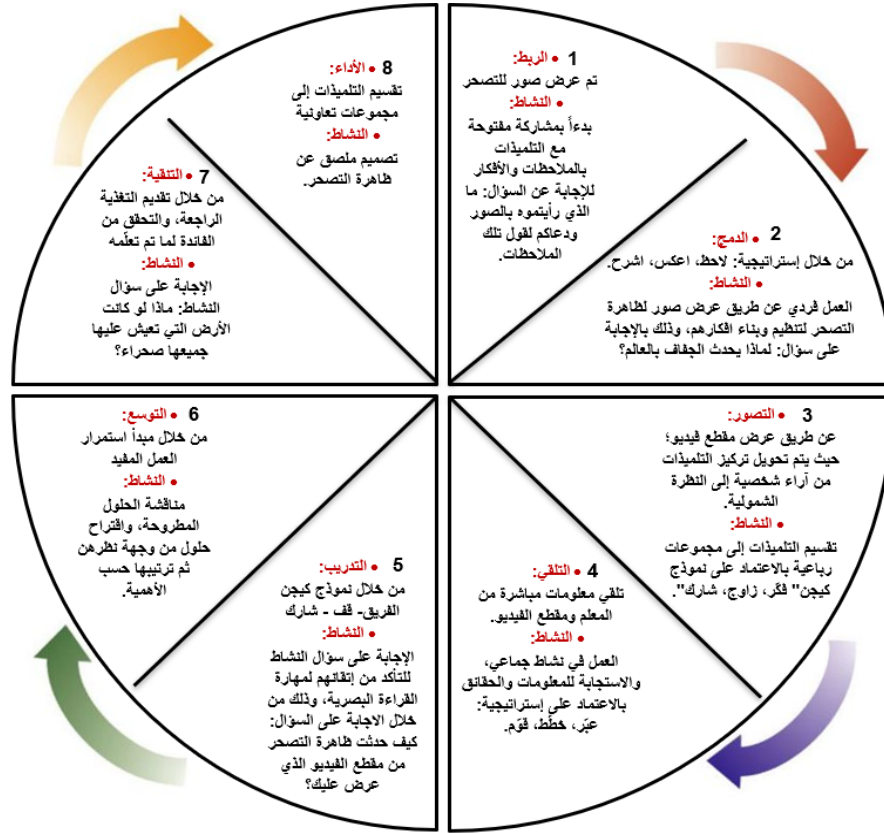 1 • الربط:
تم عرض صور للتصحر
• النشاط:
بدءاً بمشاركة مفتوحة
مع التلميذات
بالملاحظات والأفكار
للإجابة عن السؤال: ما
الذي رأيتموه بالصور
ودعاكم لقول تلك
الملاحظات.
2 • الدمج:
من خلال إستراتيجية: لاحظ، اعكس، اشرح.
• النشاط:
العمل فردي عن طريق عرض صور لظاهرة
التصحر لتنظيم وبناء افكارهم، وذلك بالإجابة
على سؤال: لماذا يحدث الجفاف بالعالم؟
3 • التصور:
عن طريق عرض مقطع فيديو؛
حيث يتم تحويل تركيز التلميذات
من آراء شخصية إلى النظرة
الشمولية.
• النشاط:
تقسيم التلميذات إلى مجموعات
رباعية بالاعتماد على نموذج
كيجن" فكّر، زاوج، شارك".
4 • التلقي:
تلقي معلومات مباشرة من
المعلم ومقطع الفيديو.
• النشاط:
العمل في نشاط جماعي،
والاستجابة للمعلومات والحقائق
بالاعتماد على إستراتيجية:
عبّر، خطّط، قوّم.
5 • التدريب:
من خلال نموذج كيجن
الفريق- قف - شارك
• النشاط:
الإجابة على سؤال النشاط
للتأكد من إتقانهم لمهارة
القراءة البصرية، وذلك من
خلال الاجابة على السؤال:
كيف حدثت ظاهرة التصحر
من مقطع الفيديو الذي
عرض عليك؟
6 • التوسع:
من خلال مبدأ استمرار
العمل المفيد
• النشاط:
مناقشة الحلول
المطروحة، واقتراح
حلول من وجهة نظرهن
ثم ترتيبها حسب
الأهمية.
7 • التنقية:
من خلال تقديم التغذية
الراجعة، والتحقق من
الفائدة لما تم تعلّمه
• النشاط:
الإجابة على سؤال
النشاط: ماذا لو كانت
الأرض التي تعيش عليها
جميعها صحراء؟
8 • الأداء:
تقسيم التلميذات إلى
مجموعات تعاونية
• النشاط:
تصميم ملصق عن
ظاهرة التصحر.